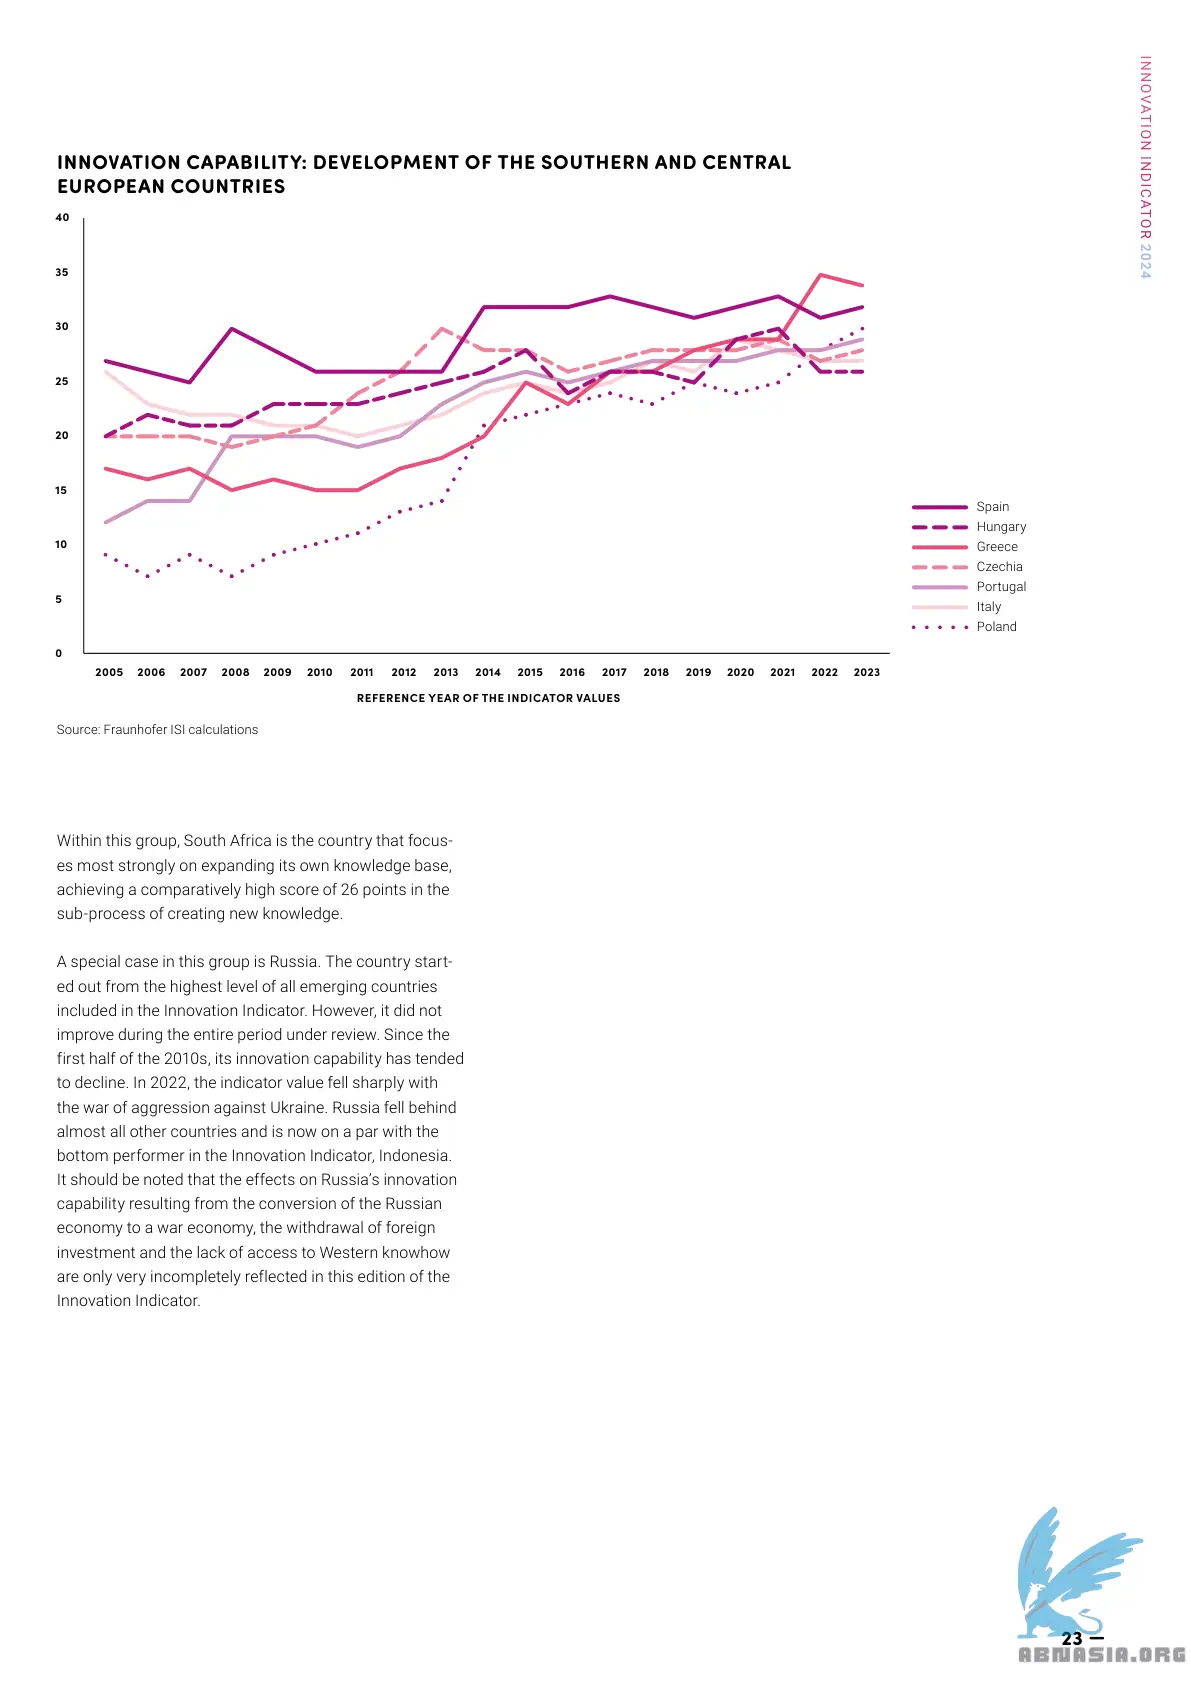 INNOVATION INDICATOR 2024
INNOVATION CAPABILITY: DEVELOPMENT OF THE SOUTHERN AND CENTRAL
EUROPEAN COUNTRIES
40
35
30
25
20
15
10
5
0
2005 2006 2007 2008 2009 2010 2011 2012 2013 2014 2015 2016 2017 2018 2019 2020 2021 2022 2023
REFERENCE YEAR OF THE INDICATOR VALUES
Spain
Hungary
Greece
Czechia
Portugal
Italy
Poland
Source: Fraunhofer ISI calculations
Within this group, South Africa is the country that focus-
es most strongly on expanding its own knowledge base,
achieving a comparatively high score of 26 points in the
sub-process of creating new knowledge.
A special case in this group is Russia. The country start-
ed out from the highest level of all emerging countries
included in the Innovation Indicator. However, it did not
improve during the entire period under review. Since the
first half of the 2010s, its innovation capability has tended
to decline. In 2022, the indicator value fell sharply with
the war of aggression against Ukraine. Russia fell behind
almost all other countries and is now on a par with the
bottom performer in the Innovation Indicator, Indonesia.
It should be noted that the effects on Russia's innovation
capability resulting from the conversion of the Russian
economy to a war economy, the withdrawal of foreign
investment and the lack of access to Western knowhow
are only very incompletely reflected in this edition of the
Innovation Indicator.
23 —
ABNASIA.ORG